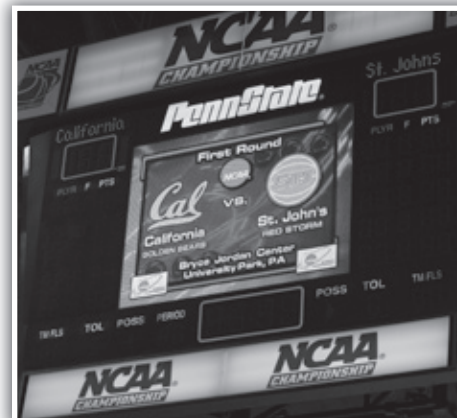 NCAA
CHAMPIONSHIP
NCAA
California
St. Johns
PennState
PLYR F PTS
PLYR F PTS
First Round
NCAA
Cal
VS.
California
GOLDEN BEARS
St. John's
RED STORM
Bryce Jordan Center
University Park, PA
TM FLS TOL POSS PERIOD
POSS TOL TM FLS
NCAA
CHAMPIONSHIP
NCAA
CHAMPIONSHIP